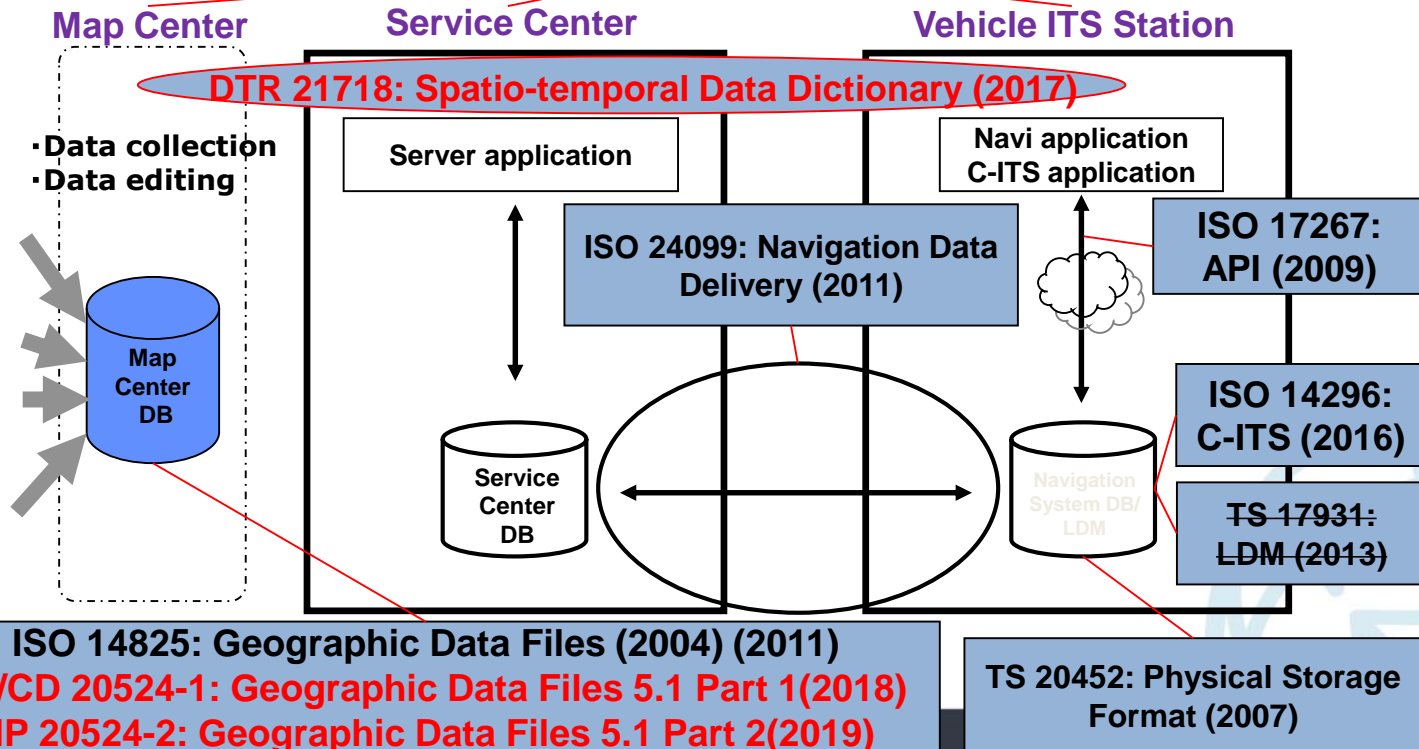 Map Center
Service Center
Vehicle ITS Station
DTR 21718: Spatio-temporal Data Dictionary (2017)
·Data collection
·Data editing
Server application
Navi application
C-ITS application
ISO 24099: Navigation Data
Delivery (2011)
ISO 17267:
API (2009)
Map
Center
DB
Service
Center
DB
Navigation
System DB/
LDM
ISO 14296:
C-ITS (2016)
TS 17931:
LDM (2013)
ISO 14825: Geographic Data Files (2004) (2011)
/CD 20524-1: Geographic Data Files 5.1 Part 1(2018)
IP 20524-2: Geographic Data Files 5.1 Part 2(2019)
TS 20452: Physical Storage
Format (2007)